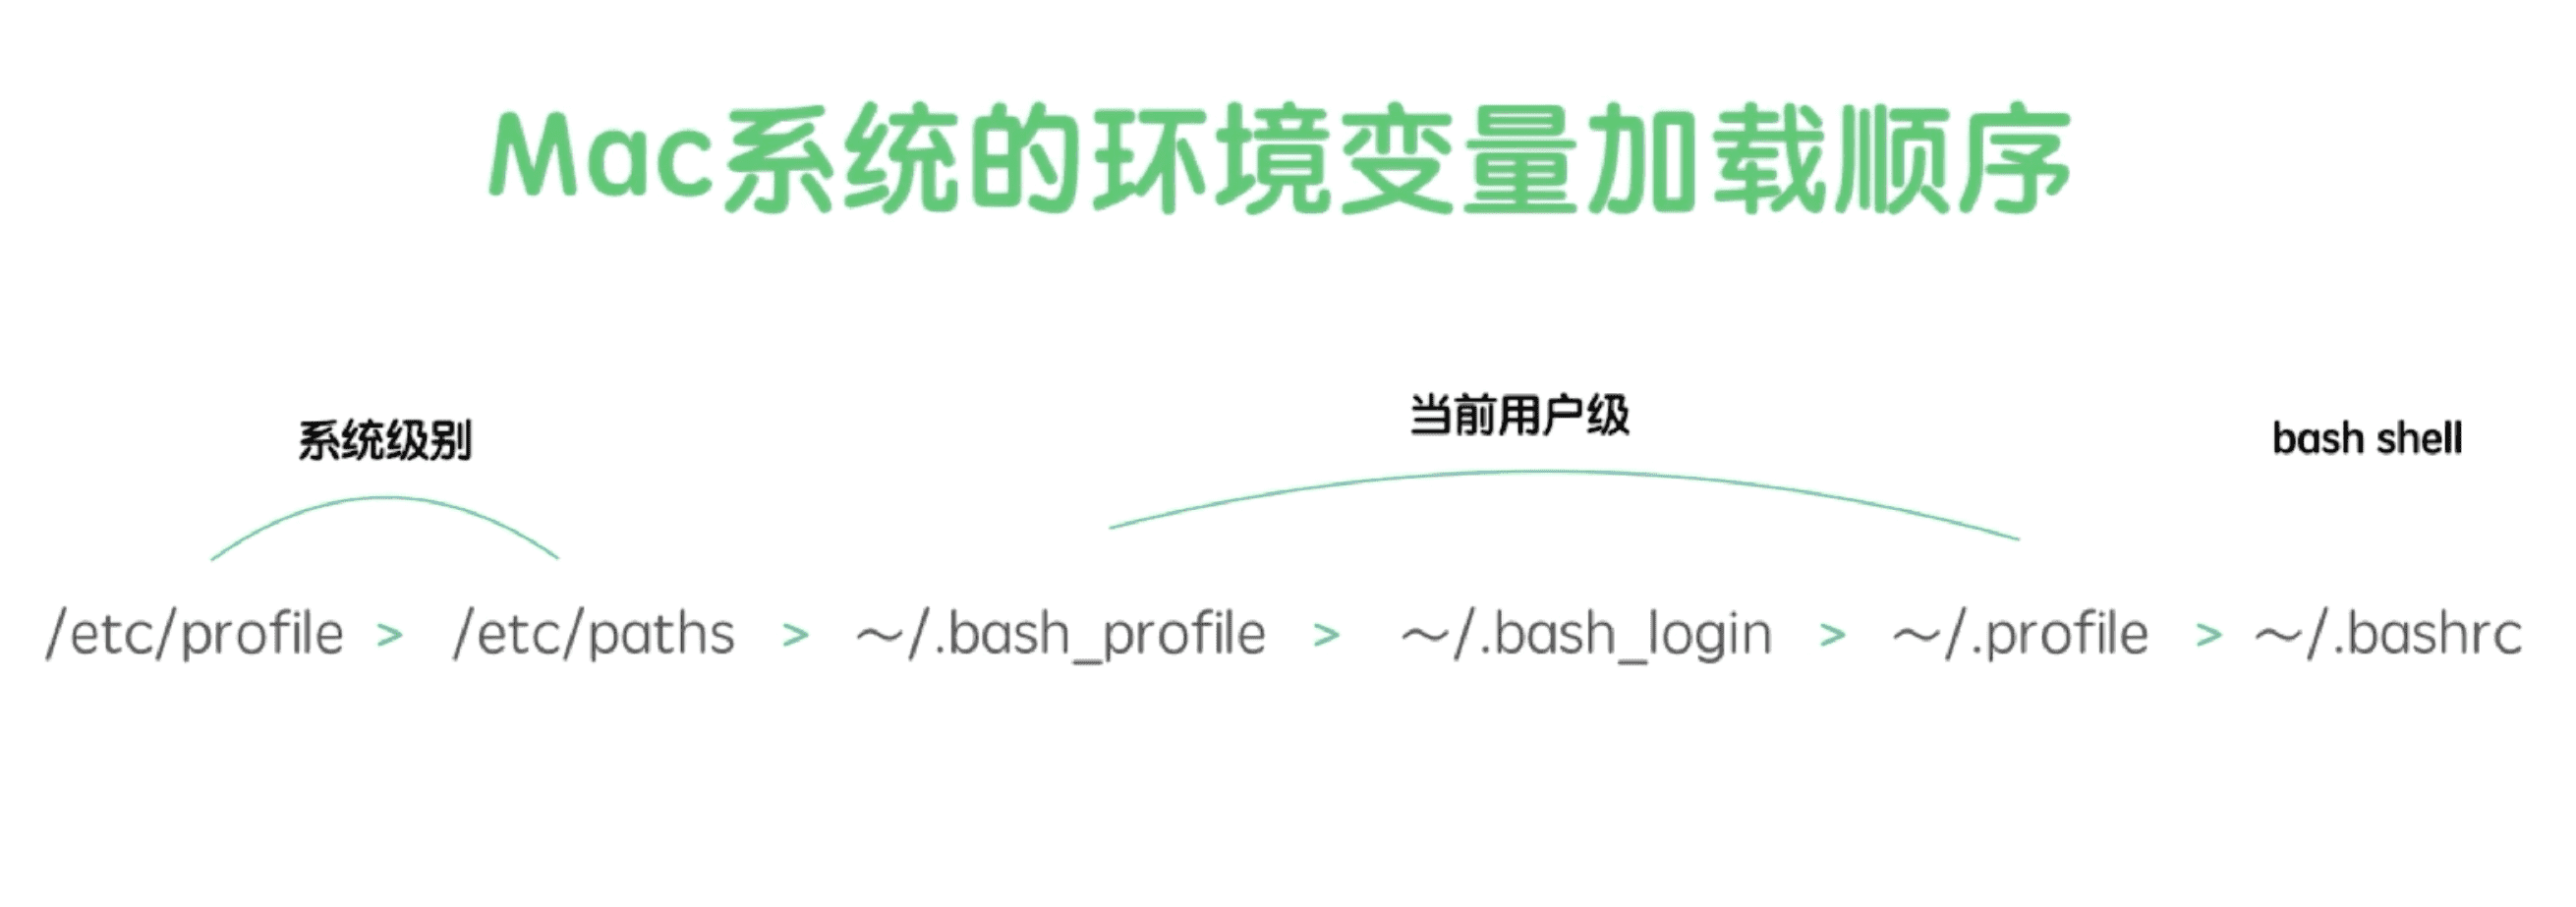 Mac系统的环境变量加载顺序
系统级别
当前用户级
bash shell
/etc/profile > /etc/paths > ~/.bash_profile > ~/.bash_login > ~/.profile > ~/.bashrc